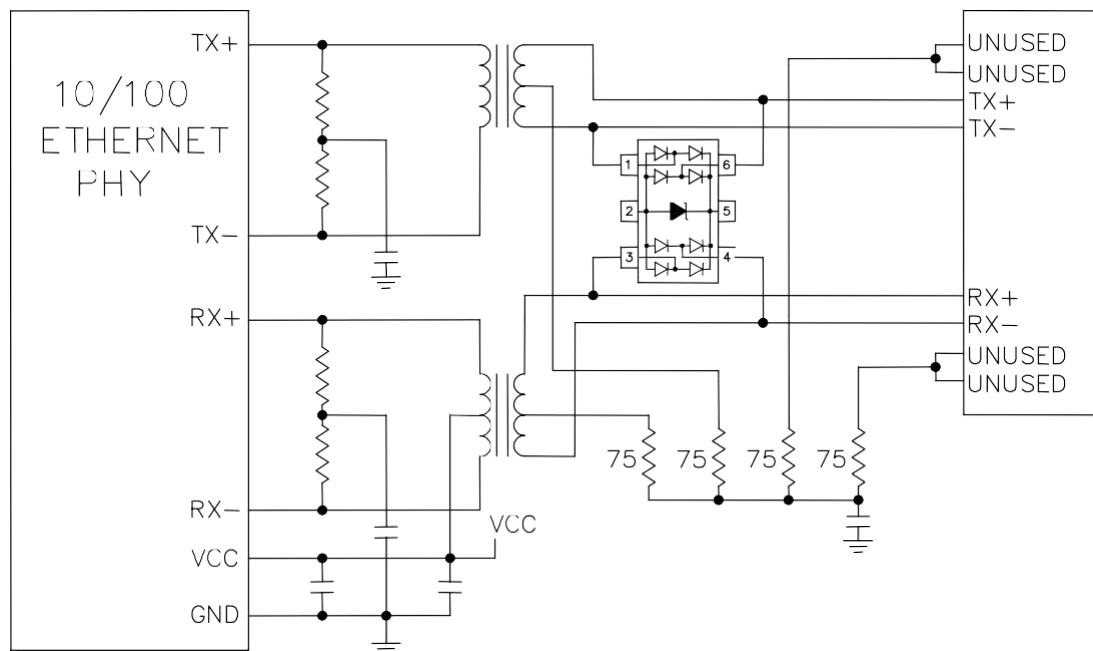 10/100
ETHERNET
PHY
TX+
TX-
RX+
RX-
VCC
GND
VCC
1
2
3
6
5
4
75
75
75
75
UNUSED
UNUSED
TX+
TX-
RX+
RX-
UNUSED
UNUSED